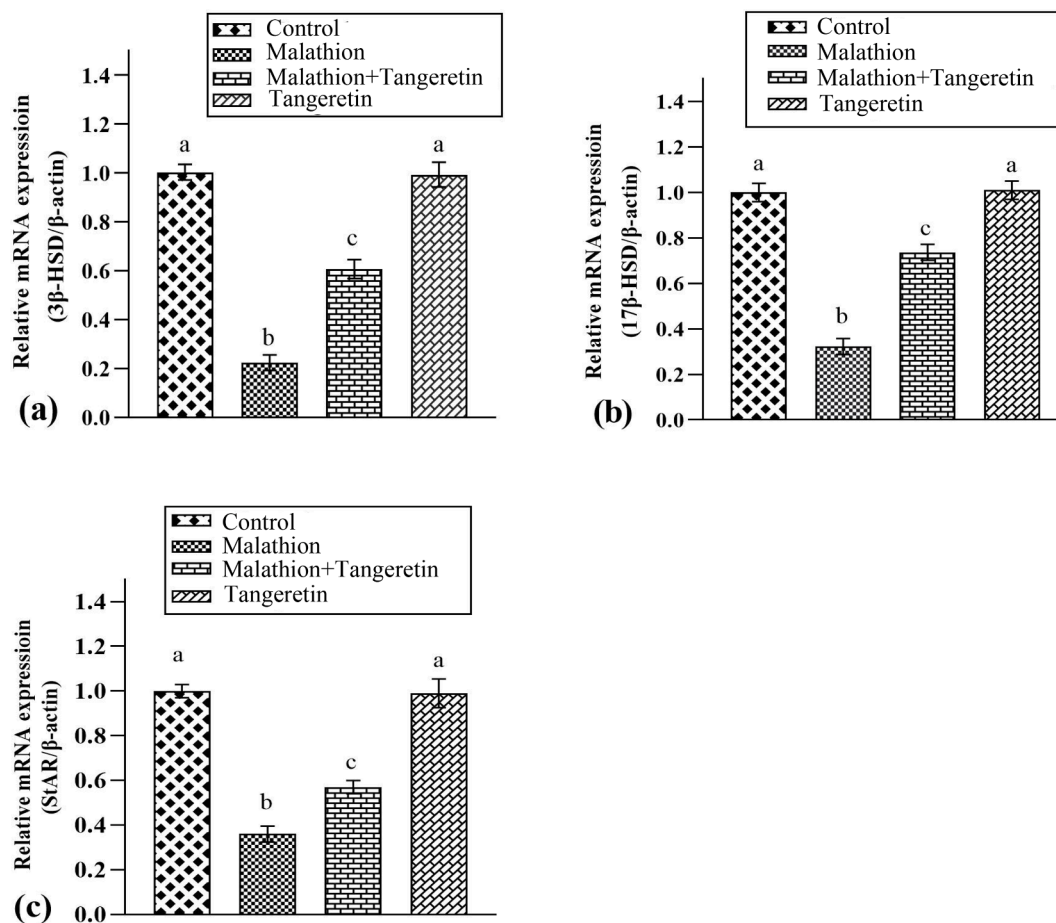 Control
Malathion
Malathion+Tangeretin
Tangeretin
Relative mRNA expressioin
(3β-HSD/β-actin)
1.4
1.2
1.0
0.8
0.6
0.4
0.2
0.0
a
b
c
a
(a)
Control
Malathion
Malathion+Tangeretin
Tangeretin
Relative mRNA expressioin
(17β-HSD/β-actin)
1.4
1.2
1.0
0.8
0.6
0.4
0.2
0.0
a
b
c
a
(b)
Control
Malathion
Malathion+Tangeretin
Tangeretin
Relative mRNA expressioin
(StAR/β-actin)
1.4
1.2
1.0
0.8
0.6
0.4
0.2
0.0
a
b
c
a
(c)